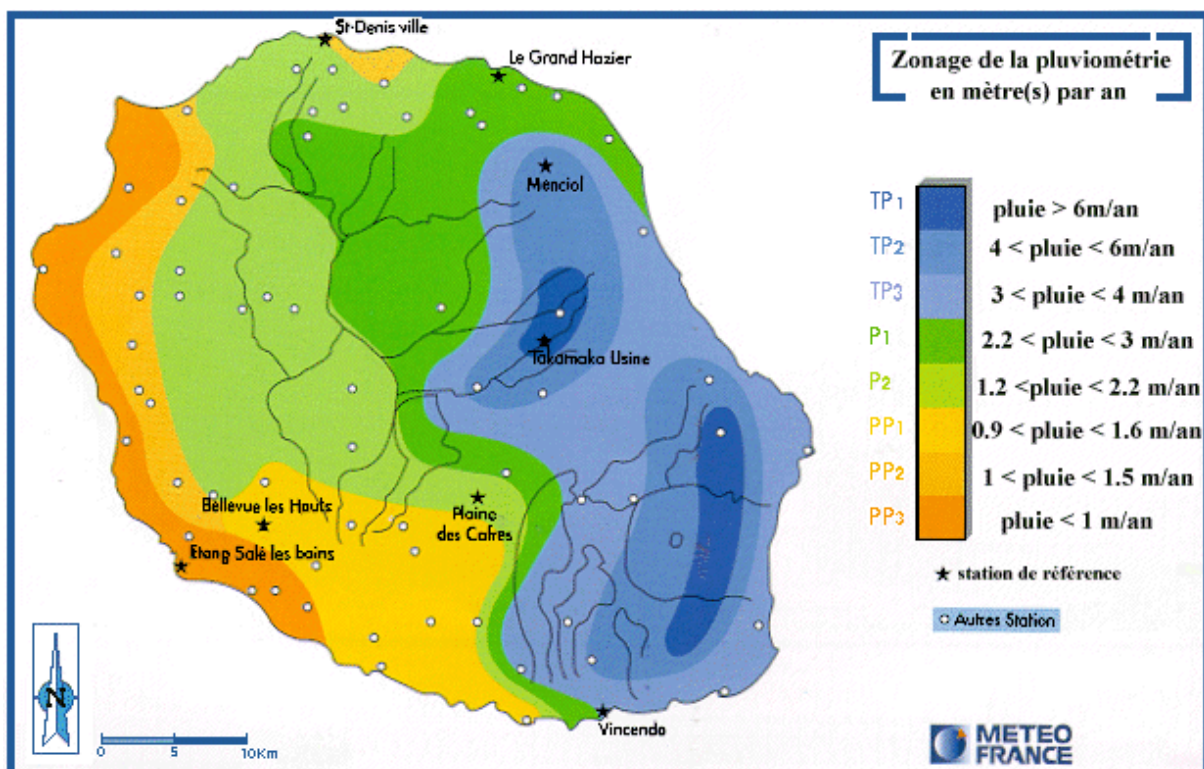 St-Denis ville
Le Grand Hazier
Menciol
Takamaka Usine
Bellevue les Hauts
Plaine
des Cafres
Etang Salé les bains
Vincendo
N
0 5 10Km
Zonage de la pluviométrie
en mètre(s) par an
TP1 pluie > 6m/an
TP2 4 < pluie < 6m/an
TP3 3 < pluie < 4 m/an
P1 2.2 < pluie < 3 m/an
P2 1.2 <pluie < 2.2 m/an
PP1 0.9 < pluie < 1.6 m/an
PP2 1 < pluie < 1.5 m/an
PP3 pluie < 1 m/an
station de référence
Autres Station
METEO
FRANCE